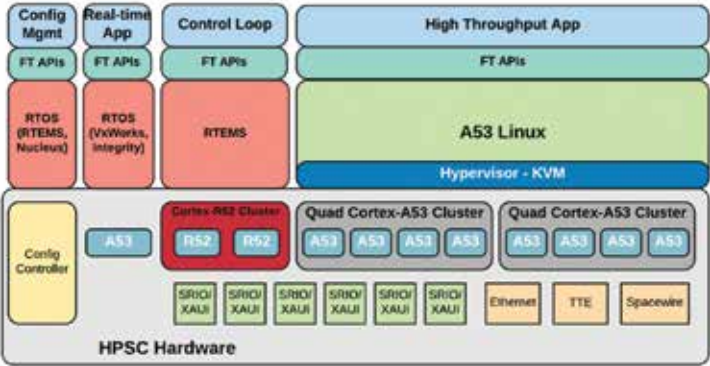 Config
Mgmt
Real-time
App
Control Loop
High Throughput App
FT APIs
FT APIs
FT APIs
FT APIs
RTOS
(RTEMS,
Nucleus)
RTOS
(VxWorks,
Integrity)
RTEMS
A53 Linux
Hypervisor - KVM
Config
Controller
A53
Cortex-R52 Cluster
R52
R52
Quad Cortex-A53 Cluster
A53
A53
A53
A53
Quad Cortex-A53 Cluster
A53
A53
A53
A53
SRIO/
XAUI
SRIO/
XAUI
SRIO/
XAUI
SRIO/
XAUI
SRIO/
XAUI
SRIO/
XAUI
Ethernet
TTE
Spacewire
HPSC Hardware